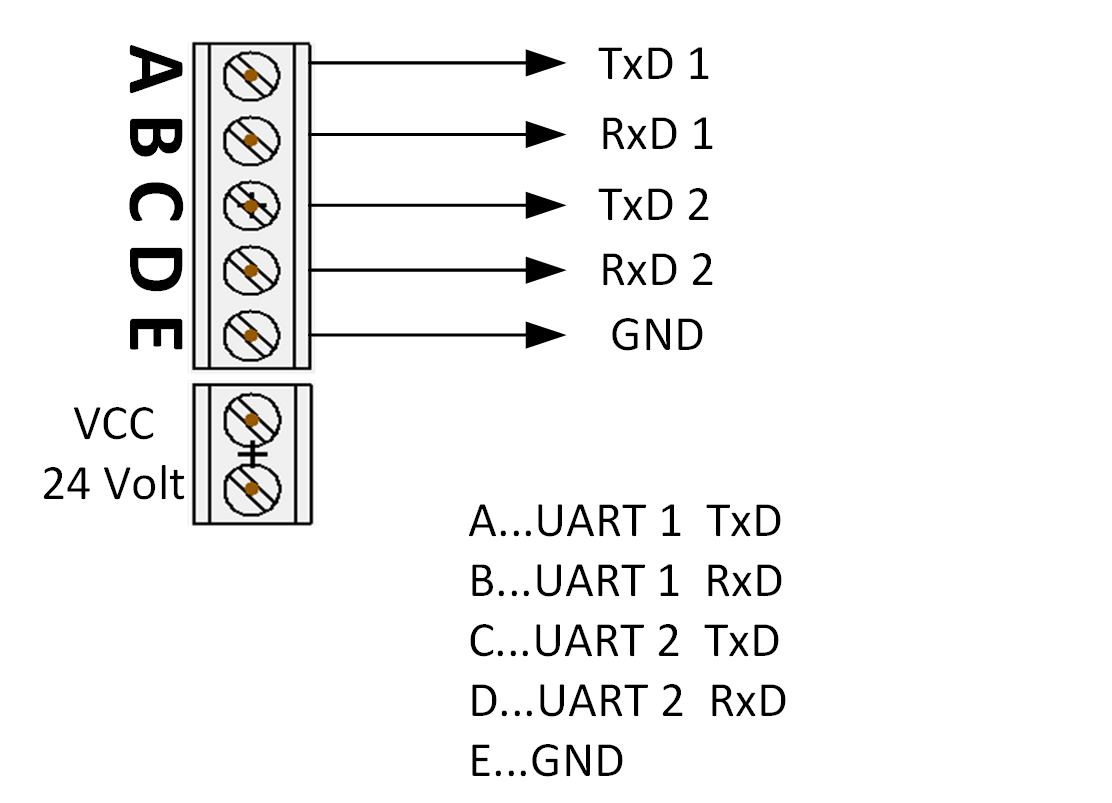 A
B
C
D
E
TxD 1
RxD 1
TxD 2
RxD 2
GND
VCC
24 Volt
A...UART 1 TxD
B...UART 1 RxD
C...UART 2 TxD
D...UART 2 RxD
E...GND